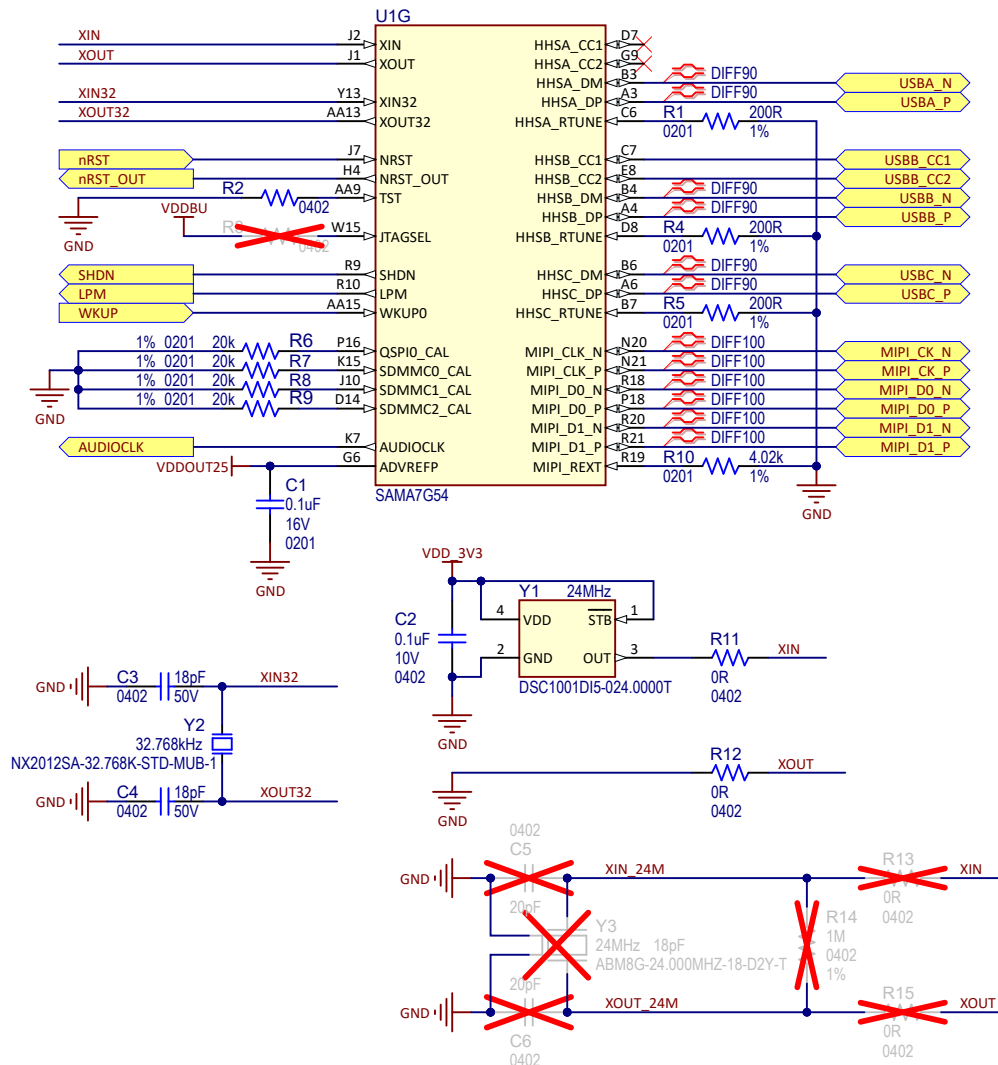 U1G
XIN J2 XIN HHSA_CC1 D7
XOUT J1 XOUT HHSA_CC2 G9
HHSA_DM B3 DIFF90 USBA_N
XIN32 Y13 XIN32 HHSA_DP A3 DIFF90 USBA_P
XOUT32 AA13 XOUT32 HHSA_RTUNE C6 R1 200R
0201 1%
nRST J7 NRST HHSB_CC1 C7 USBB_CC1
nRST_OUT H4 NRST_OUT HHSB_CC2 E8 USBB_CC2
R2 0402 AA9 TST HHSB_DM B4 DIFF90 USBB_N
GND
VDDBU HHSB_DP A4 DIFF90 USBB_P
0402 W15 JTAGSEL HHSB_RTUNE D8 R4 200R
0201 1%
SHDN R9 SHDN HHSC_DM B6 DIFF90 USBC_N
LPM R10 LPM HHSC_DP A6 DIFF90 USBC_P
WKUP AA15 WKUP0 HHSC_RTUNE B7 R5 200R
0201 1%
1% 0201 20k R6 P16 QSPI0_CAL MIPI_CLK_N N20 DIFF100 MIPI_CK_N
1% 0201 20k R7 K15 SDMMC0_CAL MIPI_CLK_P N21 DIFF100 MIPI_CK_P
1% 0201 20k R8 J10 SDMMC1_CAL MIPI_D0_N R18 DIFF100 MIPI_D0_N
1% 0201 20k R9 D14 SDMMC2_CAL MIPI_D0_P P18 DIFF100 MIPI_D0_P
GND
MIPI_D1_N R20 DIFF100 MIPI_D1_N
AUDIOCLK K7 AUDIOCLK MIPI_D1_P R21 DIFF100 MIPI_D1_P
VDDOUT25 G6 ADVREFP MIPI_REXT R19 R10 4.02k
0201 1%
SAMA7G54
GND
C1
0.1uF
16V
0201
GND
VDD_3V3
Y1 24MHz
4 VDD STB 1
2 GND OUT 3
DSC1001DI5-024.0000T
C2
0.1uF
10V
0402
GND
R11 XIN
0R
0402
GND C3 18pF XIN32
0402 50V
Y2
32.768kHz
NX2012SA-32.768K-STD-MUB-1
GND C4 18pF XOUT32
0402 50V
R12 XOUT
0R
0402
GND
0402
C5
GND XIN_24M R13 XIN
20pF
0R
0402
Y3
24MHz 18pF
ABM8G-24.000MHZ-18-D2Y-T
R14
1M
0402
1%
20pF
GND XOUT_24M R15 XOUT
C6
0402
0R
0402